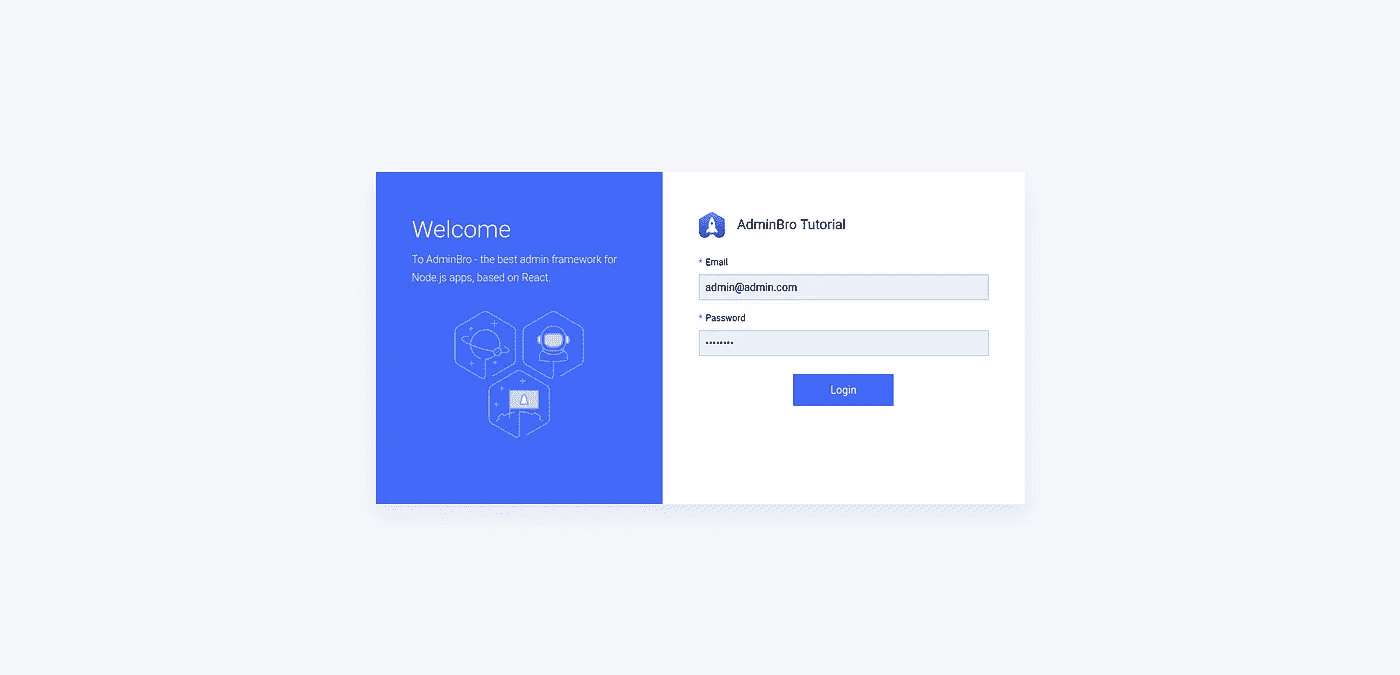 Welcome
To AdminBro - the best admin framework for
Node.js apps, based on React.
AdminBro Tutorial
* Email
admin@admin.com
* Password
••••••••
Login